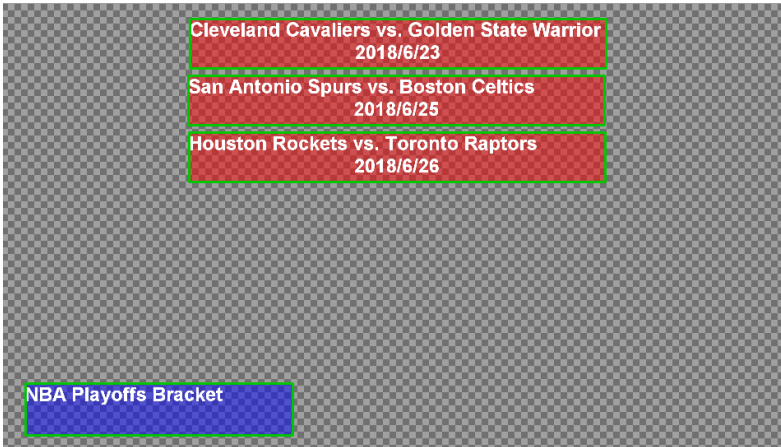 Cleveland Cavaliers vs. Golden State Warrior
2018/6/23
San Antonio Spurs vs. Boston Celtics
2018/6/25
Houston Rockets vs. Toronto Raptors
2018/6/26
NBA Playoffs Bracket